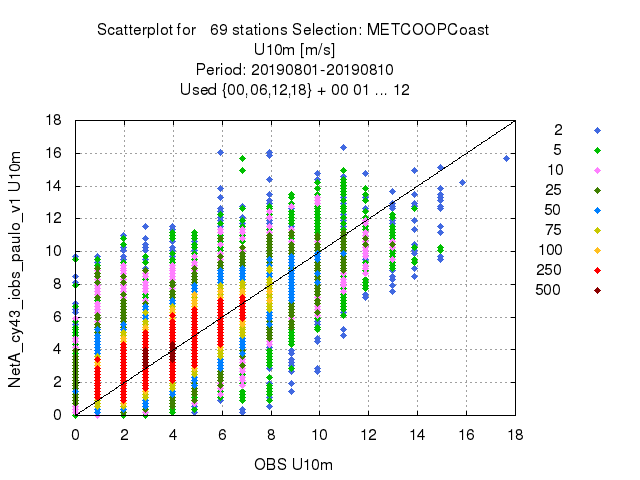 Scatterplot for   69 stations Selection: METCOOPCoast
U10m [m/s]
Period: 20190801-20190810
Used {00,06,12,18} + 00 01 ... 12
NetA_cy43_iobs_paulo_v1 U10m
18
16
14
12
10
8
6
4
2
0
0 2 4 6 8 10 12 14 16 18
OBS U10m
2
5
10
25
50
75
100
250
500